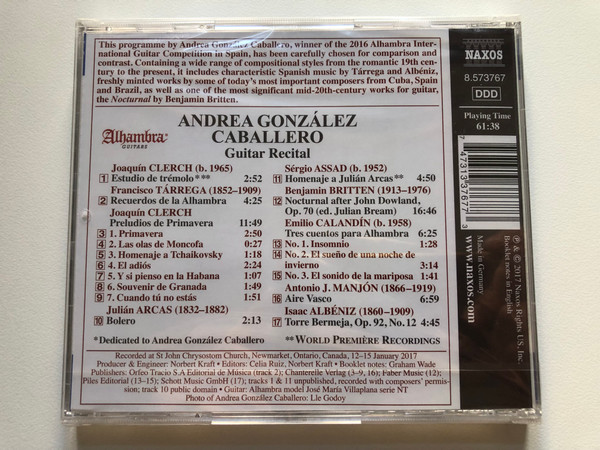 This programme by Andrea González Caballero, winner of the 2016 Alhambra Inter-
national Guitar Competition in Spain, has been carefully chosen for comparison and
contrast. Containing a wide range of compositional styles from the romantic 19th cen-
tury to the present, it includes characteristic Spanish music by Tárrega and Albéniz,
freshly minted works by some of today's most important composers from Cuba, Spain
and Brazil, as well as one of the most significant mid-20th-century works for guitar,
the Nocturnal by Benjamin Britten.
Alhambra
GUITARS
ANDREA GONZÁLEZ
CABALLERO
Guitar Recital
Joaquín CLERCH (b. 1965)
1 Estudio de trémolo * ** 2:52
Francisco TÁRREGA (1852–1909)
2 Recuerdos de la Alhambra 4:25
Joaquín CLERCH
Preludios de Primavera 11:49
3 1. Primavera 2:50
4 2. Las olas de Moncofa 0:27
5 3. Homenaje a Tchaikovsky 1:18
6 4. El adiós 2:24
7 5. Y si pienso en la Habana 1:07
8 6. Souvenir de Granada 1:49
9 7. Cuando tú no estás 1:51
Julián ARCAS (1832–1882)
10 Bolero 2:13
Sérgio ASSAD (b. 1952)
11 Homenaje a Julián Arcas** 4:50
Benjamin BRITTEN (1913–1976)
12 Nocturnal after John Dowland,
Op. 70 (ed. Julian Bream) 16:46
Emilio CALANDÍN (b. 1958)
Tres cuentos para Alhambra 6:25
13 No. 1. Insomnio 1:28
14 No. 2. El sueño de una noche de
invierno 3:14
15 No. 3. El sonido de la mariposa 1:41
Antonio J. MANJÓN (1866–1919)
16 Aire Vasco 6:59
Isaac ALBÉNIZ (1860–1909)
17 Torre Bermeja, Op. 92, No. 12 4:45
*Dedicated to Andrea González Caballero
**WORLD PREMIÈRE RECORDINGS
Recorded at St John Chrysostom Church, Newmarket, Ontario, Canada, 12–15 January 2017
Producer & Engineer: Norbert Kraft • Editors: Celia Ruiz, Norbert Kraft • Booklet notes: Graham Wade
Publishers: Orfeo Tracio S.A Editorial de Música (track 2); Chanterelle Verlag (3–9, 16); Faber Music (12);
Piles Editorial (13–15); Schott Music GmbH (17); tracks 1 & 11 unpublished, recorded with composers' permis-
sion; track 10 public domain • Guitar: Alhambra model José María Villaplana serie NT
Photo of Andrea González Caballero: Lle Godoy
NAXOS
8.573767
DDD
Playing Time
61:38
7 47313 37677 3
www.naxos.com
Made in Germany
℗ & © 2017 Naxos Rights US, Inc.
Booklet notes in English